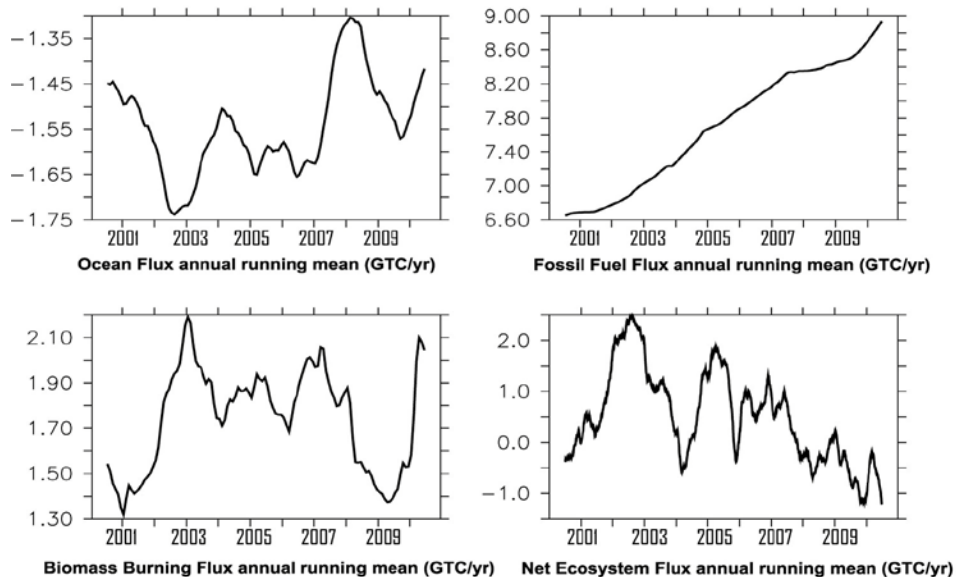 −1.35
−1.45
−1.55
−1.65
−1.75
2001 2003 2005 2007 2009
Ocean Flux annual running mean (GTC/yr)
9.00
8.60
8.20
7.80
7.40
7.00
6.60
2001 2003 2005 2007 2009
Fossil Fuel Flux annual running mean (GTC/yr)
2.10
1.90
1.70
1.50
1.30
2001 2003 2005 2007 2009
Biomass Burning Flux annual running mean (GTC/yr)
2.0
1.0
0.0
−1.0
2001 2003 2005 2007 2009
Net Ecosystem Flux annual running mean (GTC/yr)